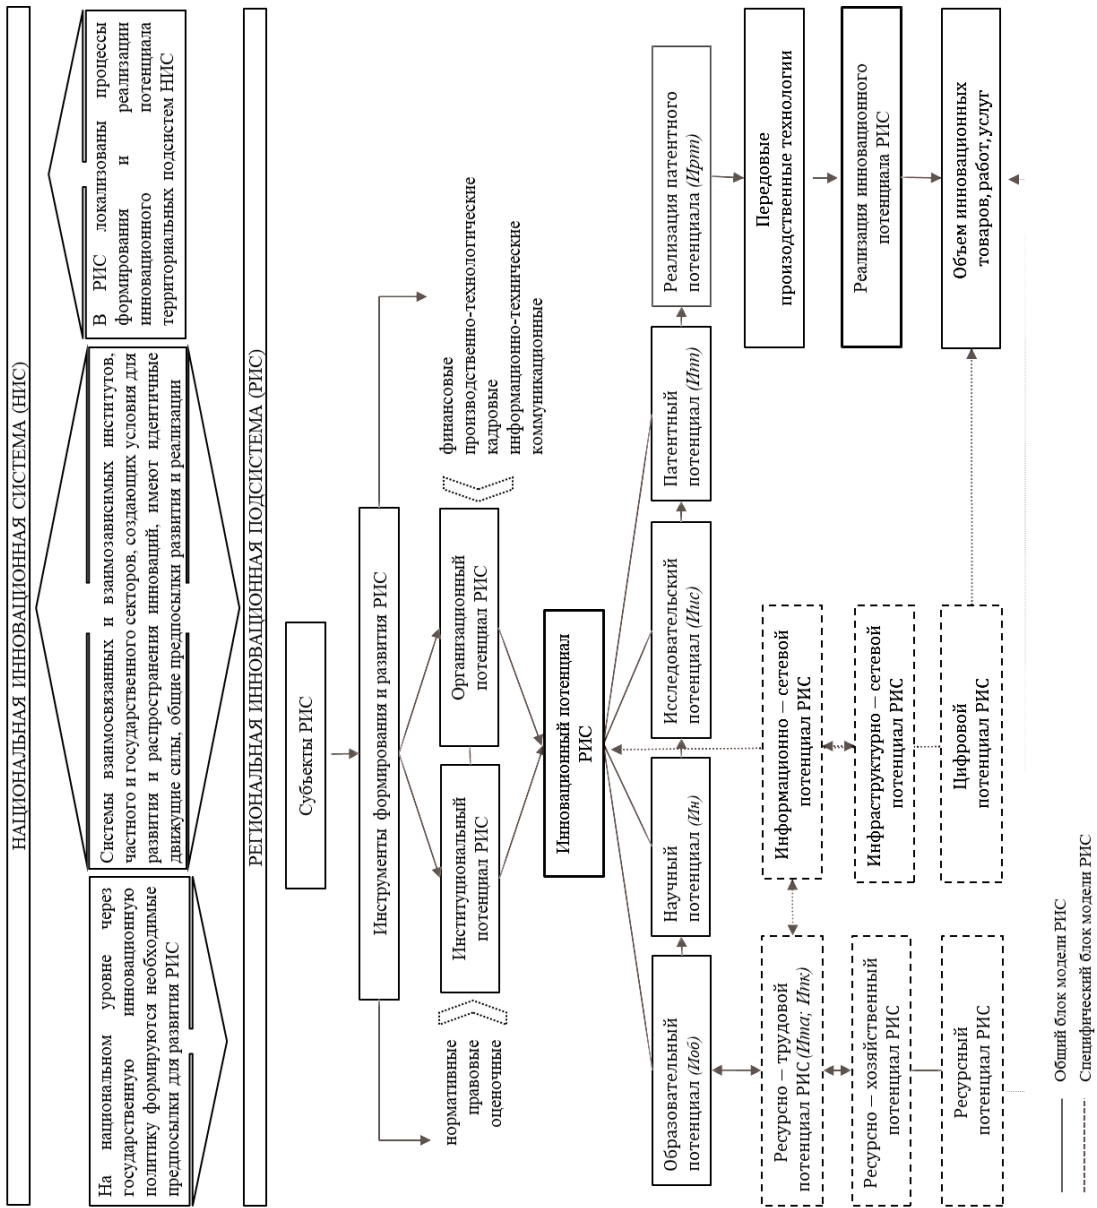 НАЦИОНАЛЬНАЯ ИННОВАЦИОННАЯ СИСТЕМА (НИС)
На национальном уровне через
государственную инновационную
политику формируются необходимые
предпосылки для развития РИС
Системы взаимосвязанных и взаимозависимых институтов,
частного и государственного секторов, создающих условия для
развития и распространения инноваций, имеют идентичные
движущие силы, общие предпосылки развития и реализации
В РИС локализованы процессы
формирования и реализации
инновационного потенциала
территориальных подсистем НИС
РЕГИОНАЛЬНАЯ ИННОВАЦИОННАЯ ПОДСИСТЕМА (РИС)
Субъекты РИС
Инструменты формирования и развития РИС
нормативные
правовые
оценочные
Институциональный
потенциал РИС
Организационный
потенциал РИС
финансовые
производственно-технологические
кадровые
информационно-технические
коммуникационные
Инновационный потенциал
РИС
Образовательный
потенциал (Иоб)
Научный
потенциал (Ин)
Исследовательский
потенциал (Иис)
Патентный
потенциал (Ипп)
Реализация патентного
потенциала (Ирпп)
Ресурсно – трудовой
потенциал РИС (Ита; Ипк)
Информационно – сетевой
потенциал РИС
Передовые
произодственные технологии
Ресурсно – хозяйственный
потенциал РИС
Инфраструктурно – сетевой
потенциал РИС
Реализация инновационного
потенциала РИС
Ресурсный
потенциал РИС
Цифровой
потенциал РИС
Объем инновационных
товаров, работ, услуг
Общий блок модели РИС
Специфический блок модели РИС